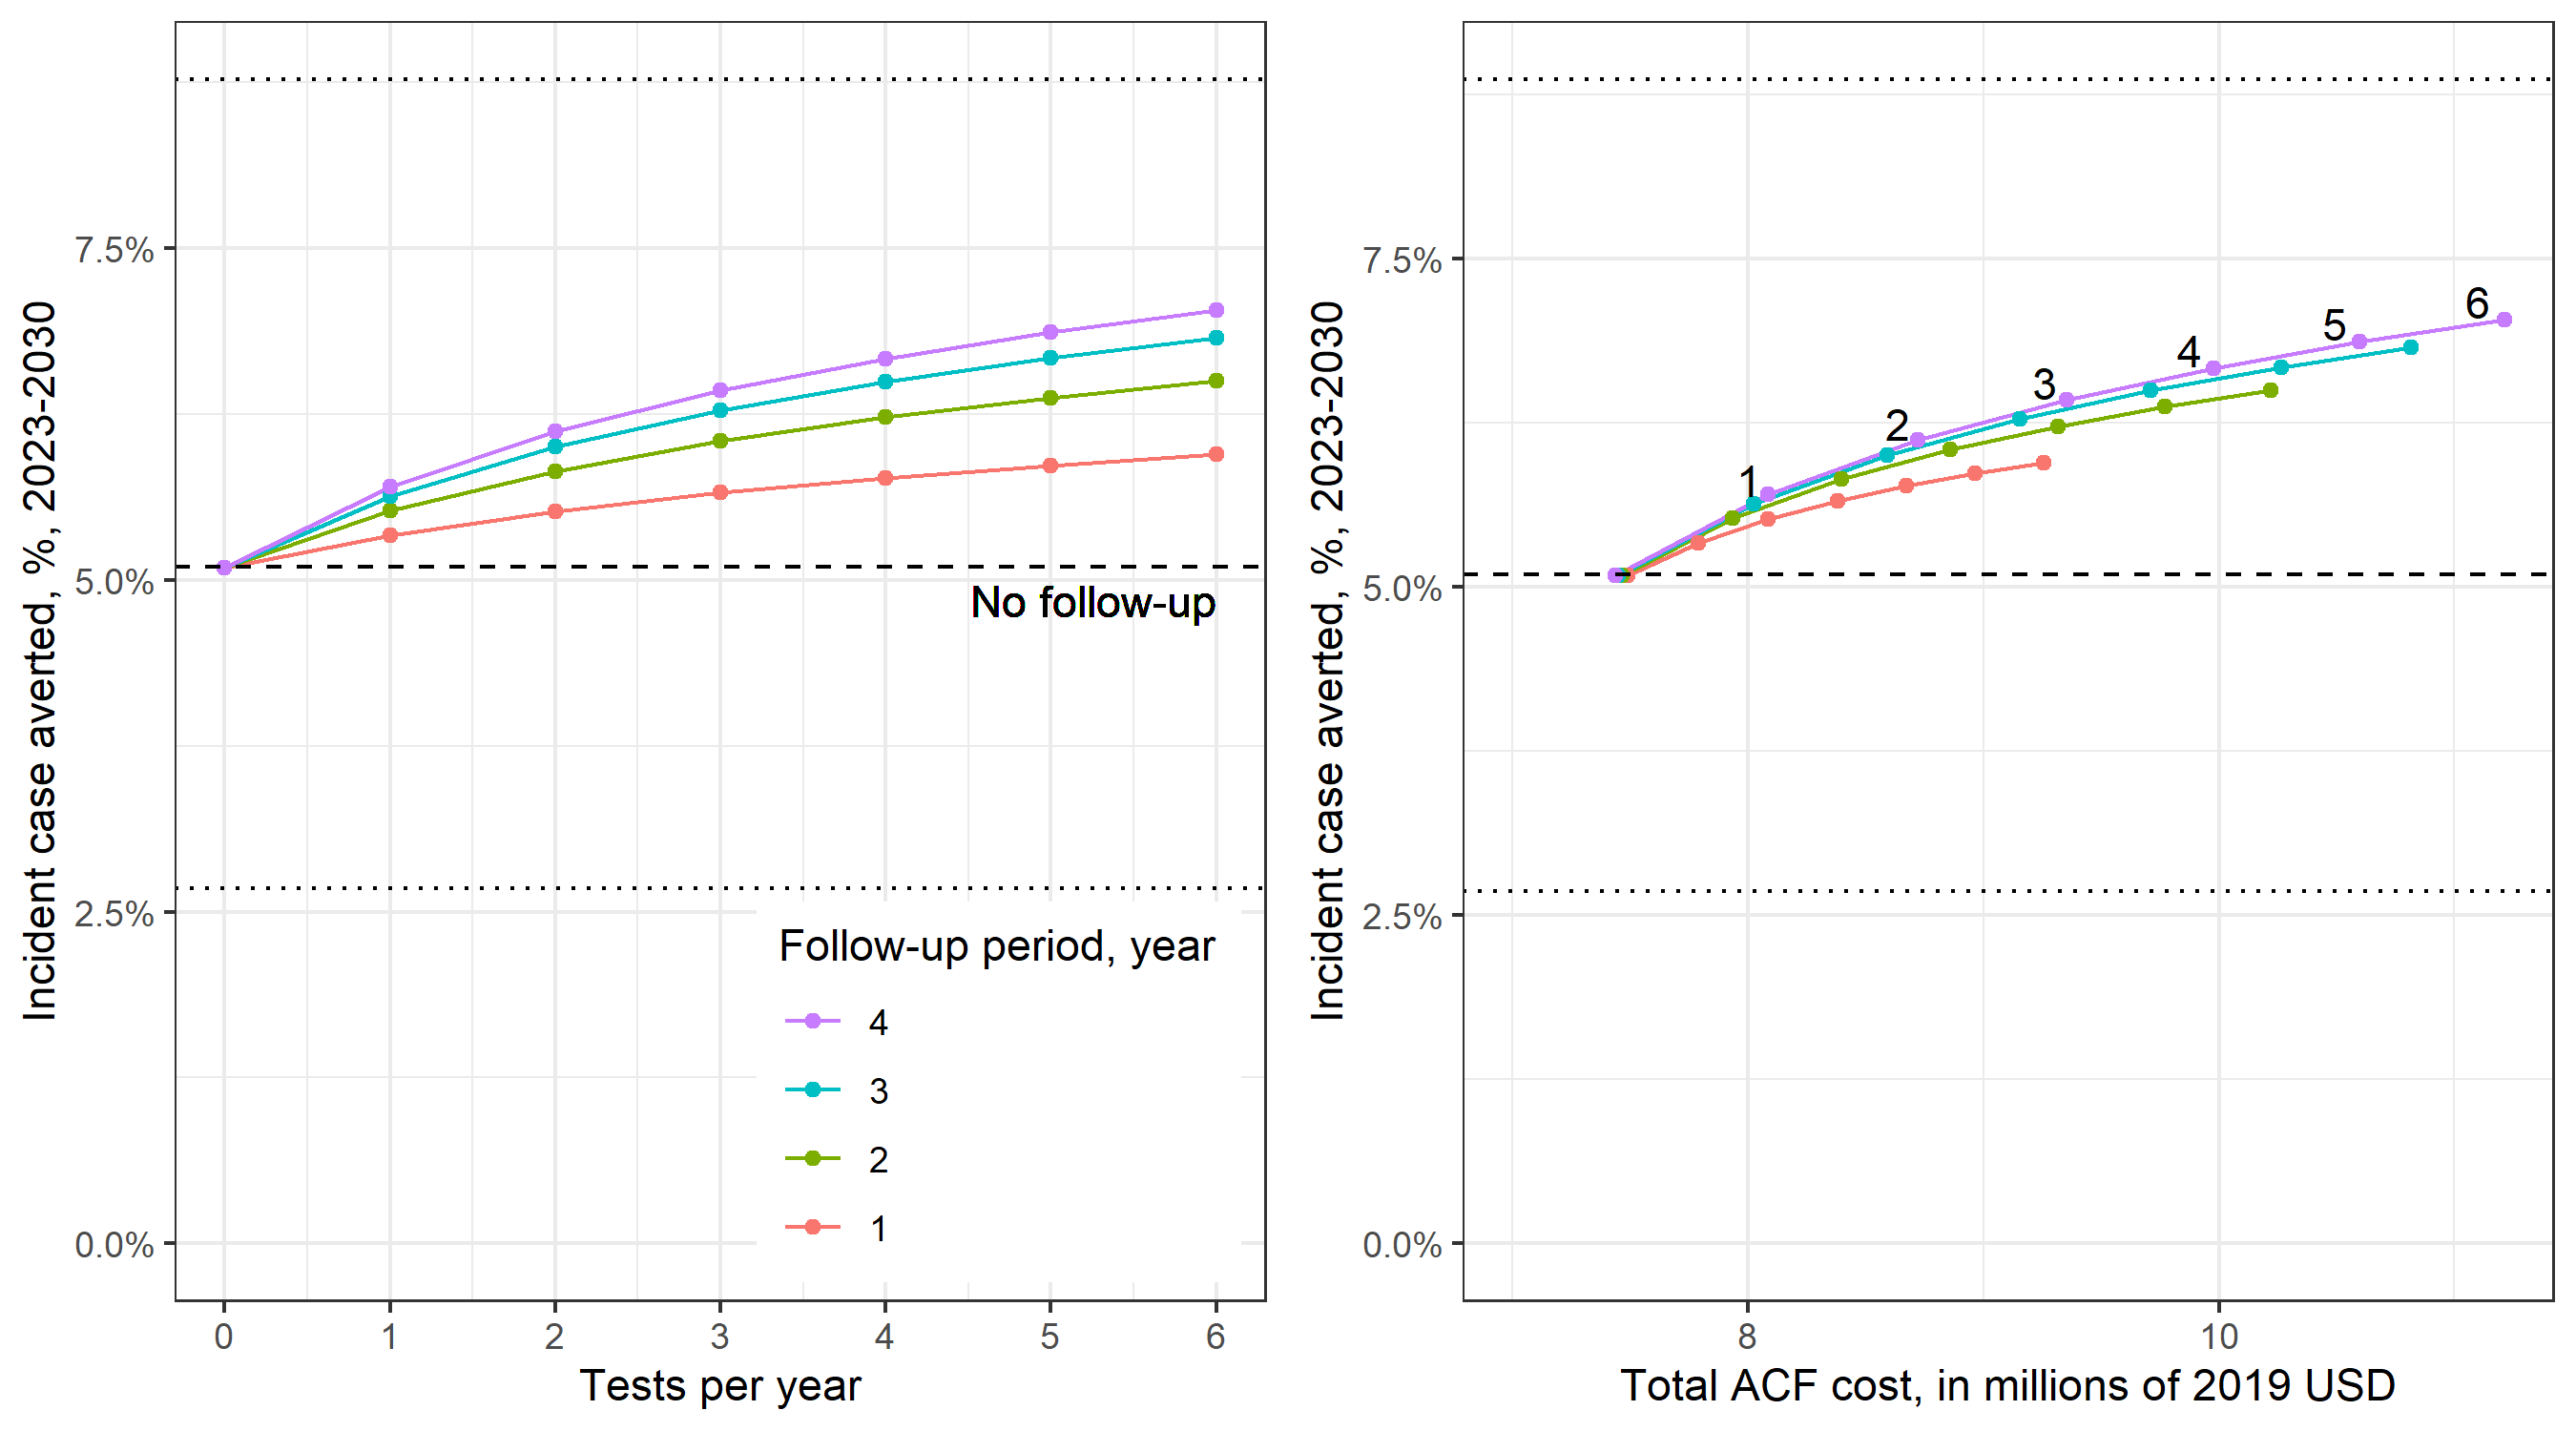 Incident case averted, %, 2023-2030
7.5%
5.0%
2.5%
0.0%
No follow-up
Follow-up period, year
4
3
2
1
0 1 2 3 4 5 6
Tests per year
Incident case averted, %, 2023-2030
7.5%
5.0%
2.5%
0.0%
1 2 3 4 5 6
8 10
Total ACF cost, in millions of 2019 USD